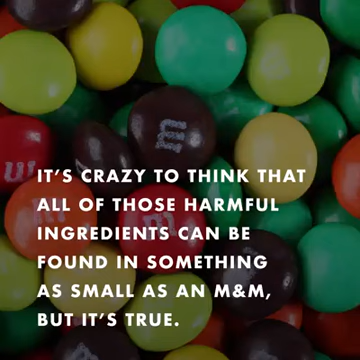 IT'S CRAZY TO THINK THAT
ALL OF THOSE HARMFUL
INGREDIENTS CAN BE
FOUND IN SOMETHING
AS SMALL AS AN M&M,
BUT IT'S TRUE.
m
m
m